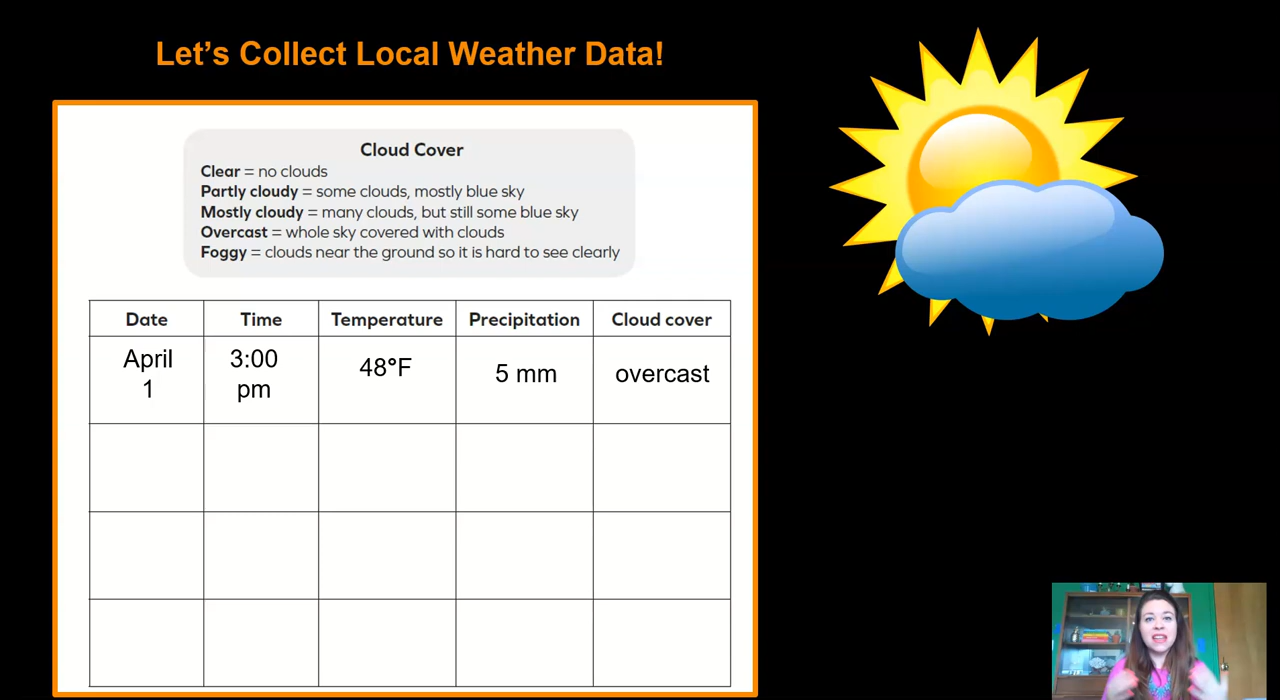 Let’s Collect Local Weather Data!
Cloud Cover
Clear = no clouds
Partly cloudy = some clouds, mostly blue sky
Mostly cloudy = many clouds, but still some blue sky
Overcast = whole sky covered with clouds
Foggy = clouds near the ground so it is hard to see clearly
Date Time Temperature Precipitation Cloud cover
April 1 3:00 pm 48°F 5 mm overcast